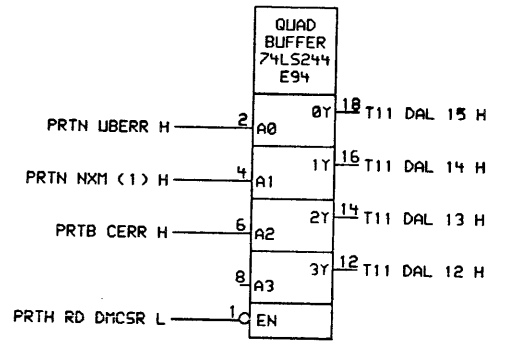 QUAD
BUFFER
74LS244
E94
PRTN UBERR H 2 A0 0Y 18 T11 DAL 15 H
PRTN NXM (1) H 4 A1 1Y 16 T11 DAL 14 H
PRTB CERR H 6 A2 2Y 14 T11 DAL 13 H
8 A3 3Y 12 T11 DAL 12 H
PRTH RD DMCSR L 1 EN